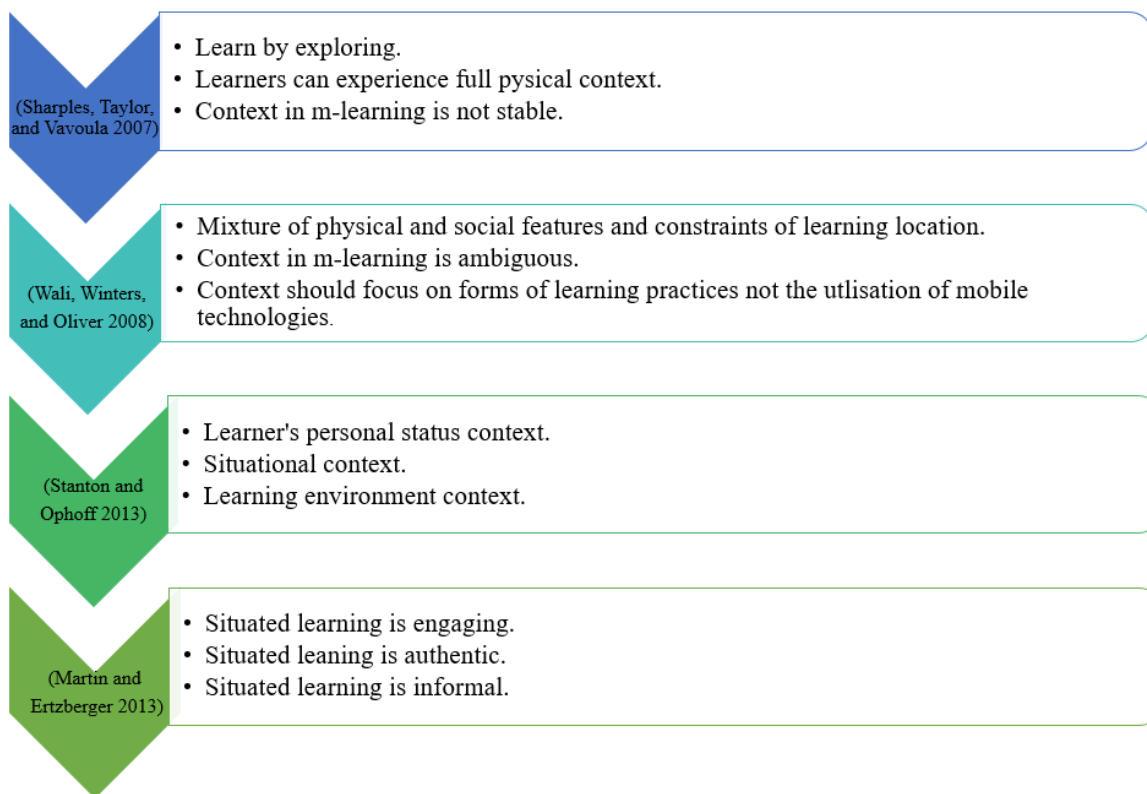 (Sharples, Taylor,
and Vavoula 2007)
• Learn by exploring.
• Learners can experience full pysical context.
• Context in m-learning is not stable.
(Wali, Winters,
and Oliver 2008)
• Mixture of physical and social features and constraints of learning location.
• Context in m-learning is ambiguous.
• Context should focus on forms of learning practices not the utlisation of mobile
technologies.
(Stanton and
Ophoff 2013)
• Learner's personal status context.
• Situational context.
• Learning environment context.
(Martin and
Ertzberger 2013)
• Situated learning is engaging.
• Situated leaning is authentic.
• Situated learning is informal.